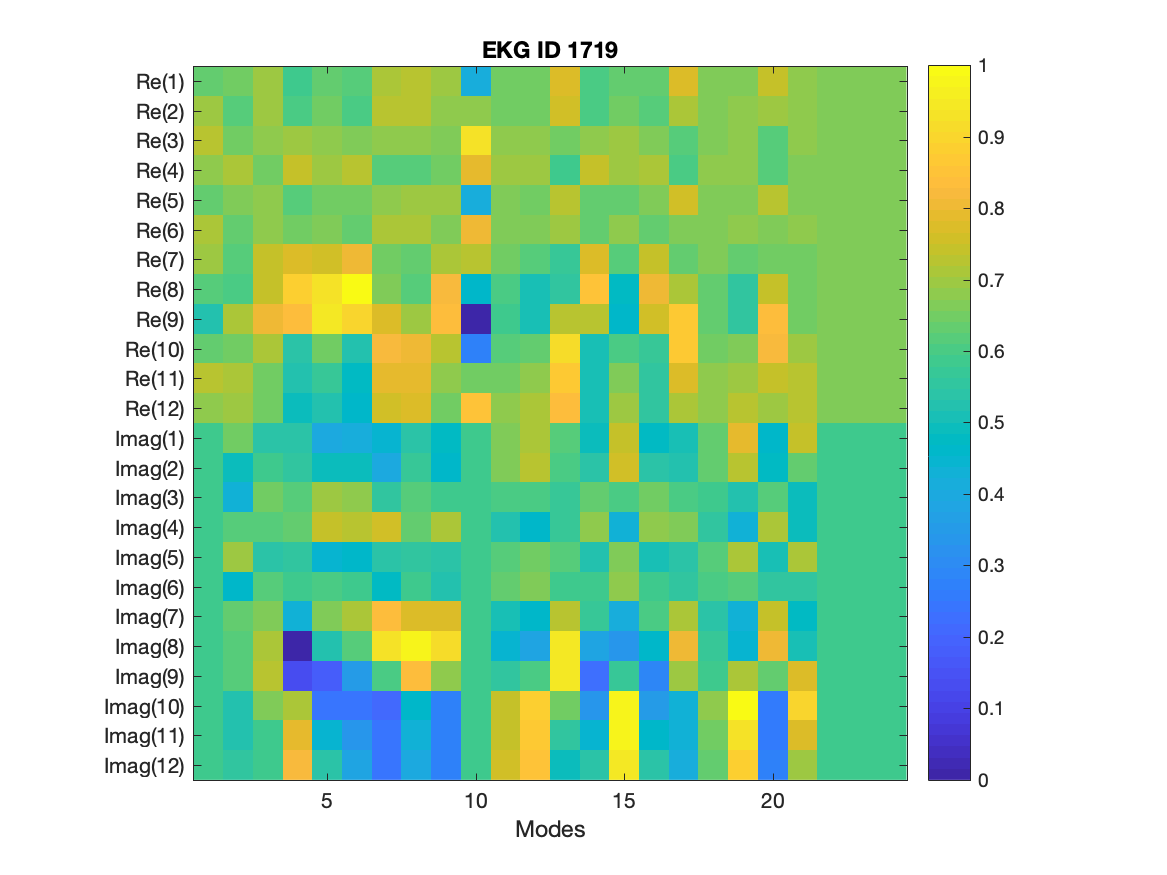 EKG ID 1719
Re(1)
Re(2)
Re(3)
Re(4)
Re(5)
Re(6)
Re(7)
Re(8)
Re(9)
Re(10)
Re(11)
Re(12)
Imag(1)
Imag(2)
Imag(3)
Imag(4)
Imag(5)
Imag(6)
Imag(7)
Imag(8)
Imag(9)
Imag(10)
Imag(11)
Imag(12)
5 10 15 20
Modes
1
0.9
0.8
0.7
0.6
0.5
0.4
0.3
0.2
0.1
0